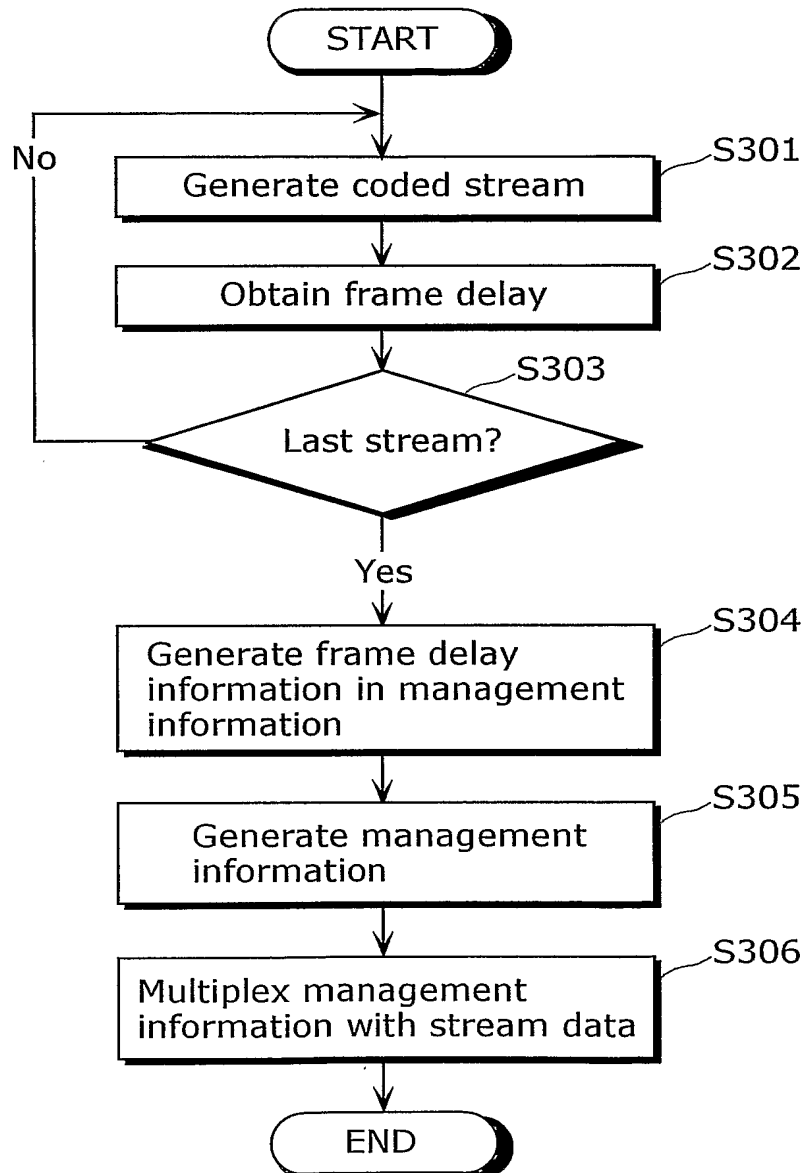 START
No
S301
Generate coded stream
S302
Obtain frame delay
S303
Last stream?
Yes
S304
Generate frame delay
information in management
information
S305
Generate management
information
S306
Multiplex management
information with stream data
END